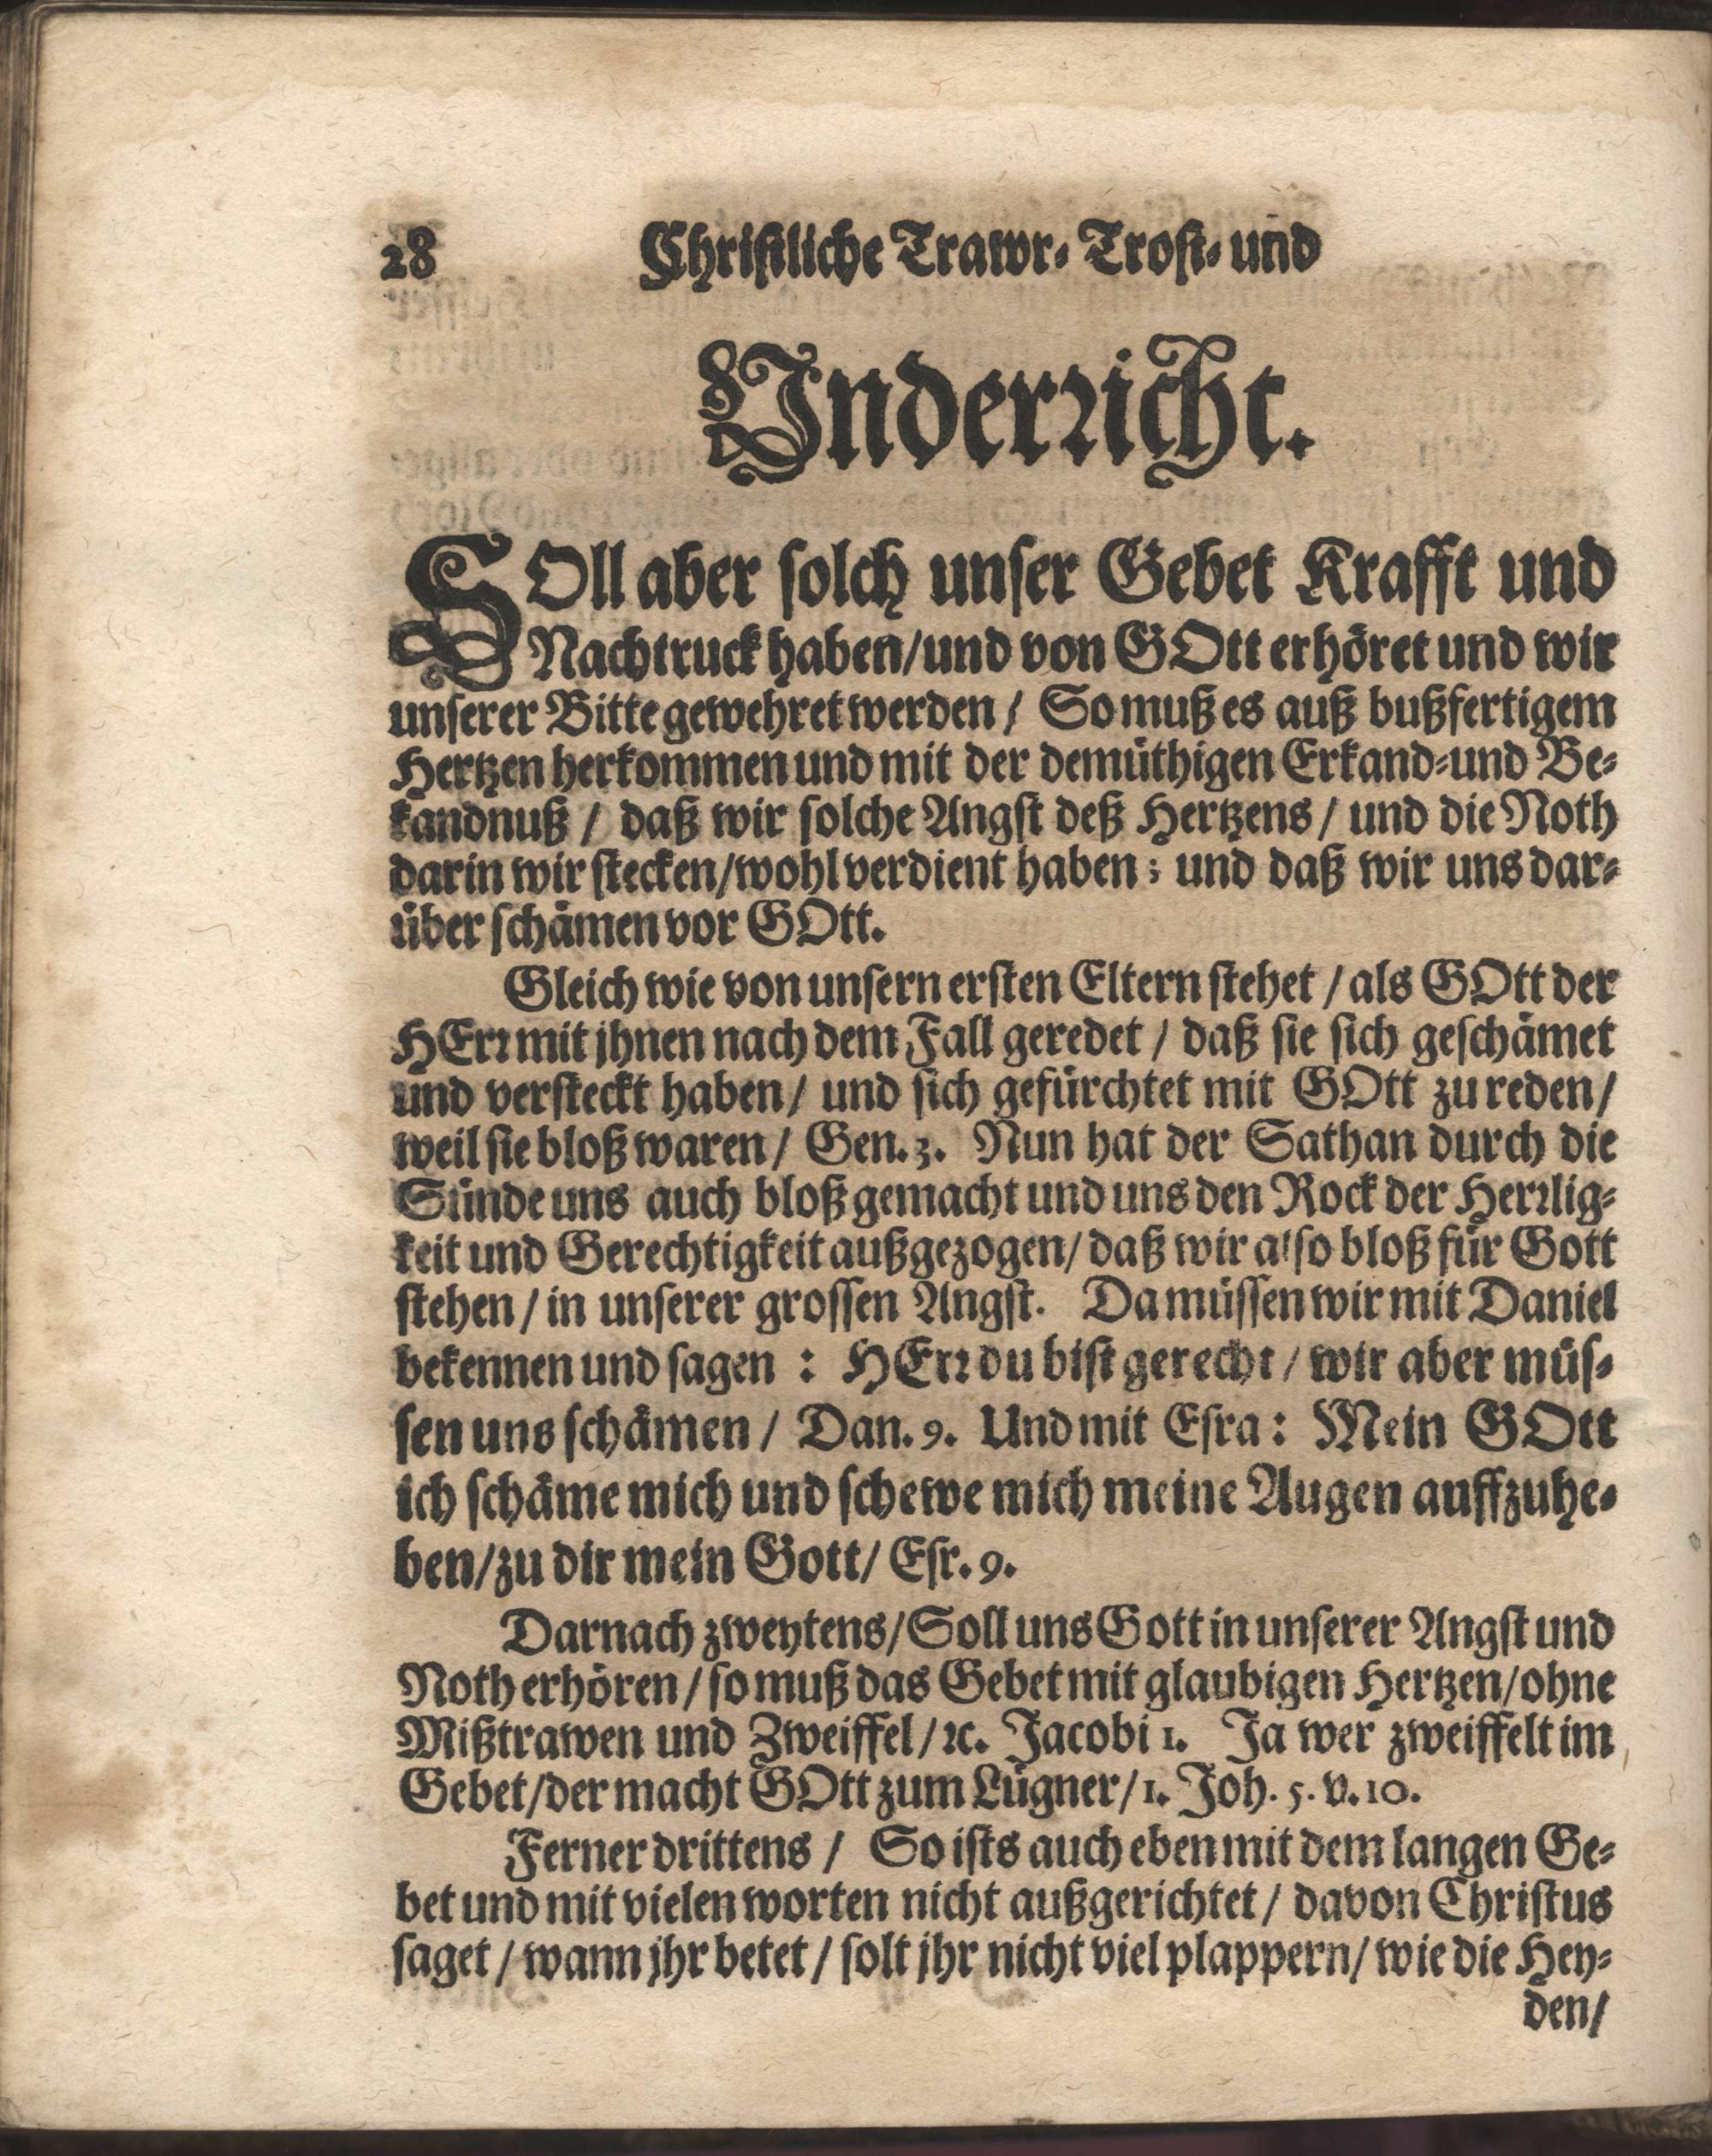 28 Christliche Trawr- Trost- und
Underricht.
SOll aber solch unser Gebet Krafft und
Nachtruck haben/und von GOtt erhöret und wir
unserer Bitte gewehret werden/ So muß es auß bußfertigem
Hertzen herkommen und mit der demüthigen Erkand-und Be-
kandnuß / daß wir solche Angst deß Hertzens / und die Noth
darin wir stecken/wohl verdient haben; und daß wir uns dar-
über schämen vor GOtt.
Gleich wie von unsern ersten Eltern stehet / als GOtt der
HErr mit jhnen nach dem Fall geredet / daß sie sich geschämet
und versteckt haben/ und sich gefürchtet mit GOtt zu reden/
weil sie bloß waren/ Gen. 3. Nun hat der Sathan durch die
Sünde uns auch bloß gemacht und uns den Rock der Herrlig-
keit und Gerechtigkeit außgezogen/ daß wir also bloß für Gott
stehen / in unserer grossen Angst. Da müssen wir mit Daniel
bekennen und sagen : HErr du bist gerecht / wir aber müs-
sen uns schämen / Dan. 9. Und mit Esra: Mein GOtt
ich schäme mich und schewe mich meine Augen auffzuhe-
ben/zu dir mein Gott/ Esr. 9.
Darnach zweytens/Soll uns Gott in unserer Angst und
Noth erhören / so muß das Gebet mit glaubigen Hertzen/ohne
Mißtrawen und Zweiffel/ ꝛc. Jacobi 1. Ja wer zweiffelt im
Gebet/der macht GOtt zum Lügner/ 1. Joh. 5. v. 10.
Ferner drittens / So ists auch eben mit dem langen Ge-
bet und mit vielen worten nicht außgerichtet / davon Christus
saget / wann jhr betet / solt jhr nicht viel plappern/ wie die Hey-
den/